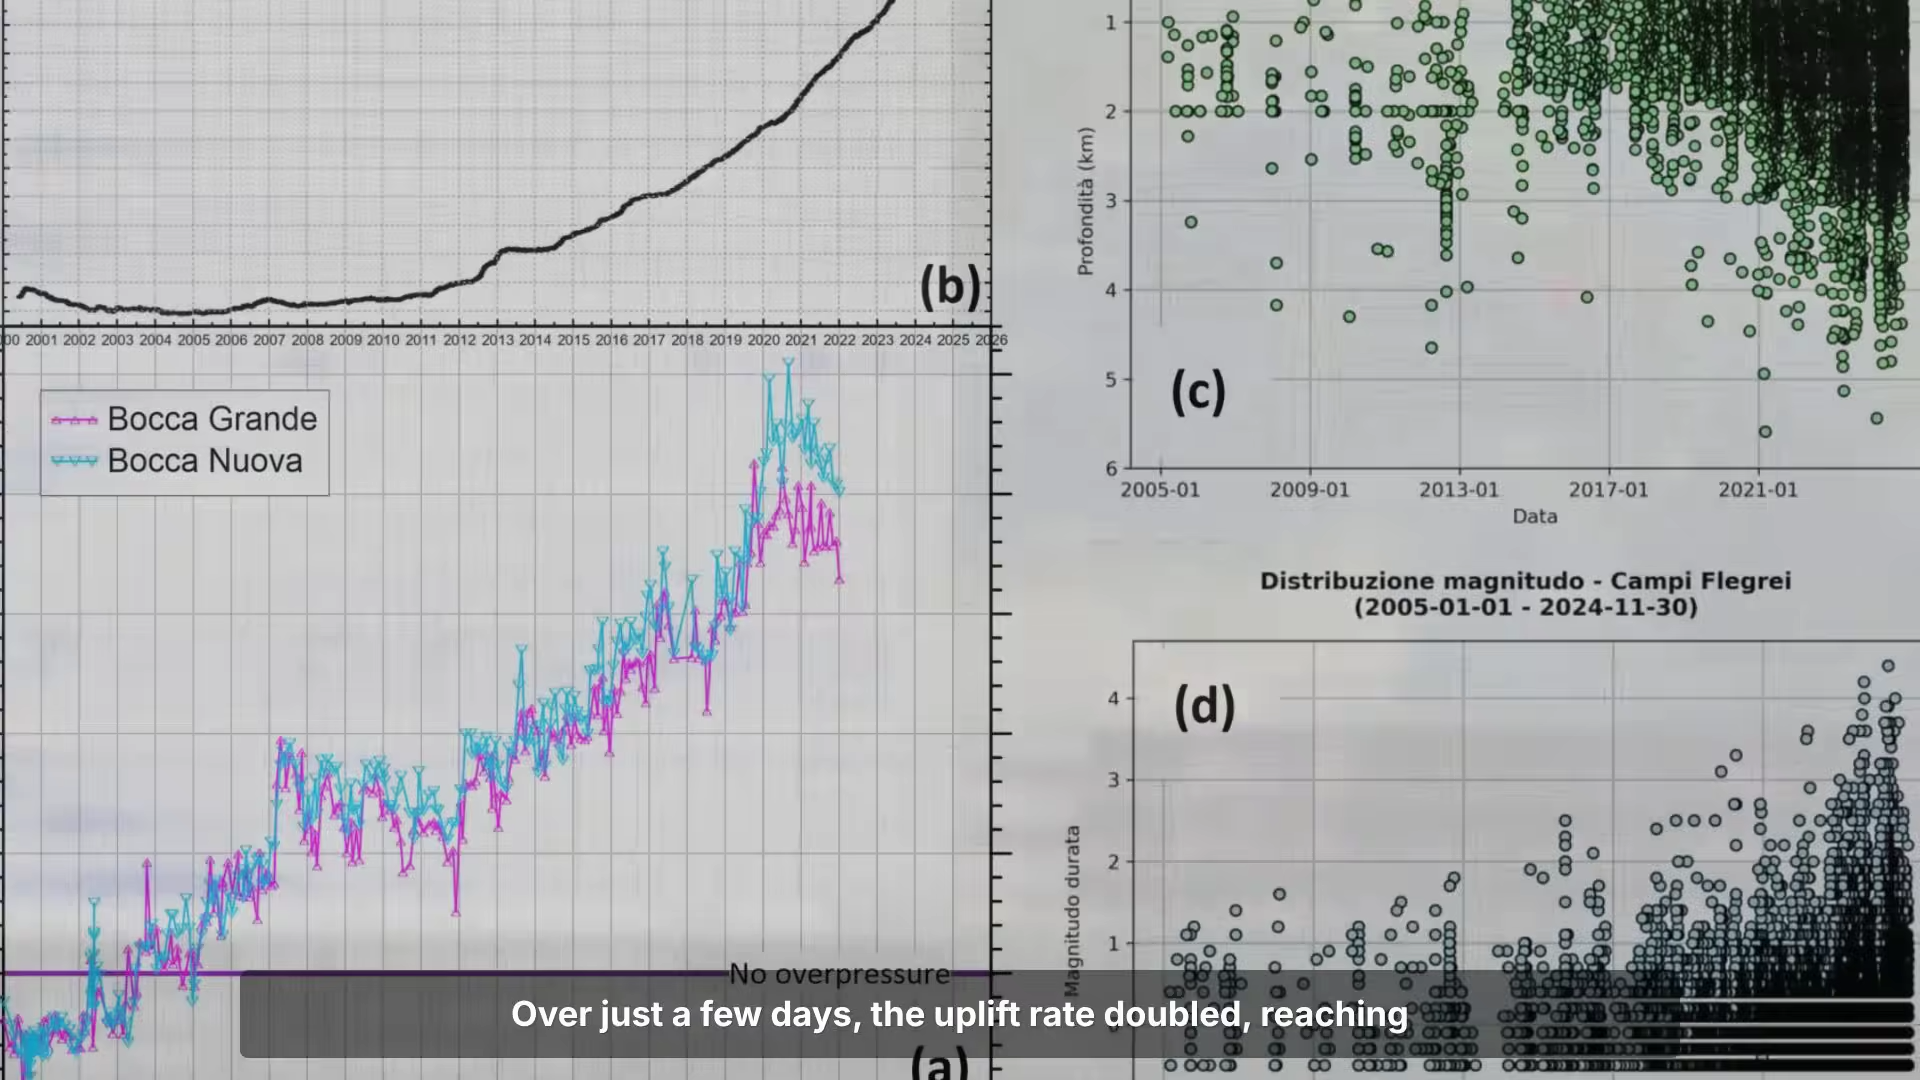 (b)
00 2001 2002 2003 2004 2005 2006 2007 2008 2009 2010 2011 2012 2013 2014 2015 2016 2017 2018 2019 2020 2021 2022 2023 2024 2025 2026
Bocca Grande
Bocca Nuova
No overpressure
(a)
1
2
3
4
5
6
Profondità (km)
(c)
2005-01 2009-01 2013-01 2017-01 2021-01
Data
Distribuzione magnitudo - Campi Flegrei
(2005-01-01 - 2024-11-30)
(d)
4
3
2
1
Magnitudo durata
Over just a few days, the uplift rate doubled, reaching